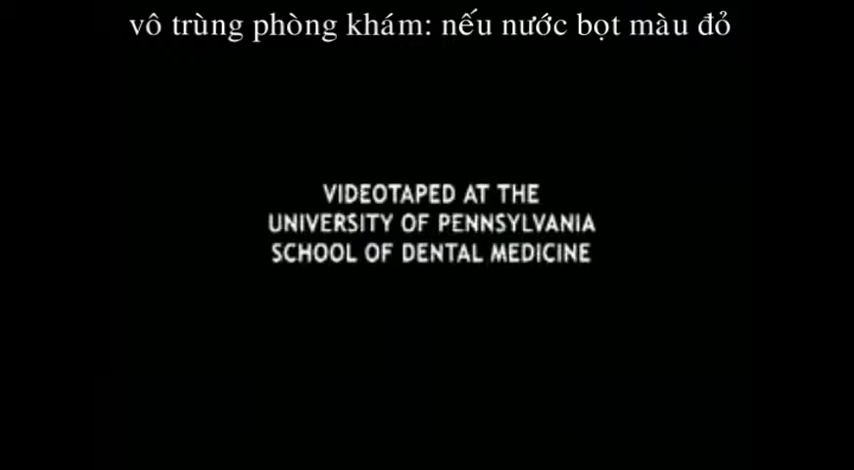 vô trùng phòng khám: nếu nước bọt màu đỏ
VIDEOTAPED AT THE
UNIVERSITY OF PENNSYLVANIA
SCHOOL OF DENTAL MEDICINE